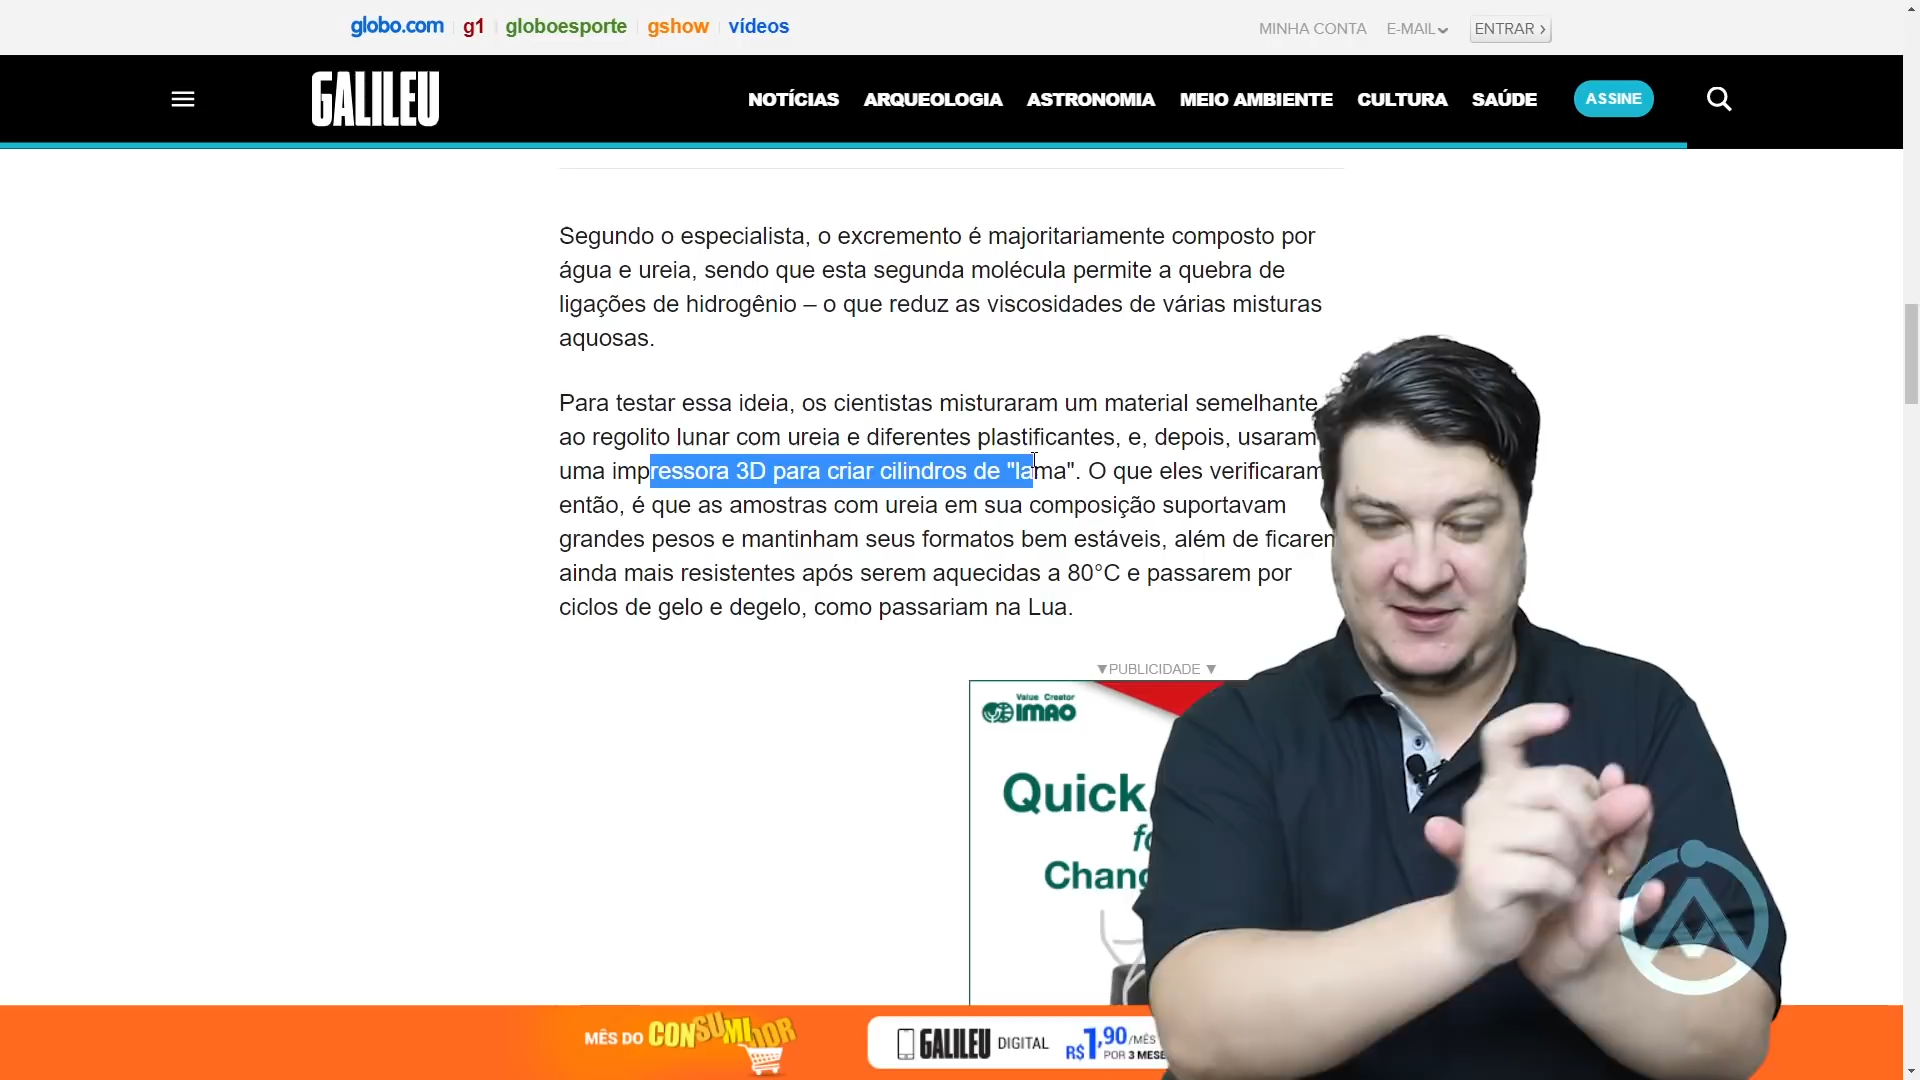 globo.com g1 globoesporte gshow vídeos MINHA CONTA E-MAIL ENTRAR ›
GALILEU NOTÍCIAS ARQUEOLOGIA ASTRONOMIA MEIO AMBIENTE CULTURA SAÚDE ASSINE
Segundo o especialista, o excremento é majoritariamente composto por
água e ureia, sendo que esta segunda molécula permite a quebra de
ligações de hidrogênio – o que reduz as viscosidades de várias misturas
aquosas.
Para testar essa ideia, os cientistas misturaram um material semelhante
ao regolito lunar com ureia e diferentes plastificantes, e, depois, usaram
uma impressora 3D para criar cilindros de "lama". O que eles verificaram
então, é que as amostras com ureia em sua composição suportavam
grandes pesos e mantinham seus formatos bem estáveis, além de ficarem
ainda mais resistentes após serem aquecidas a 80°C e passarem por
ciclos de gelo e degelo, como passariam na Lua.
▼PUBLICIDADE ▼
Value Creator
IMAO
Quick
Chang
MÊS DO CONSUMIDOR GALILEU DIGITAL R$1,90/MÊS
POR 3 MESE